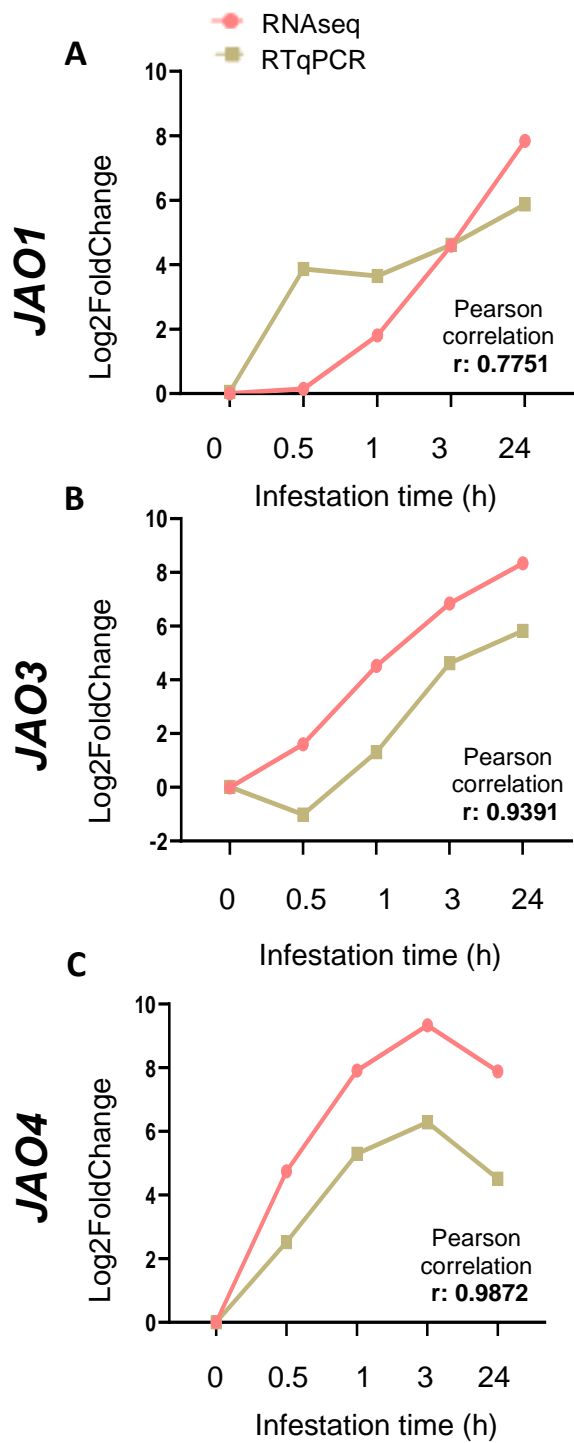 RNAseq
RTqPCR
A
JAO1
Log2FoldChange
10
8
6
4
2
0
Pearson
correlation
r: 0.7751
0 0.5 1 3 24
Infestation time (h)
B
JAO3
Log2FoldChange
10
8
6
4
2
0
-2
Pearson
correlation
r: 0.9391
0 0.5 1 3 24
Infestation time (h)
C
JAO4
Log2FoldChange
10
8
6
4
2
0
Pearson
correlation
r: 0.9872
0 0.5 1 3 24
Infestation time (h)